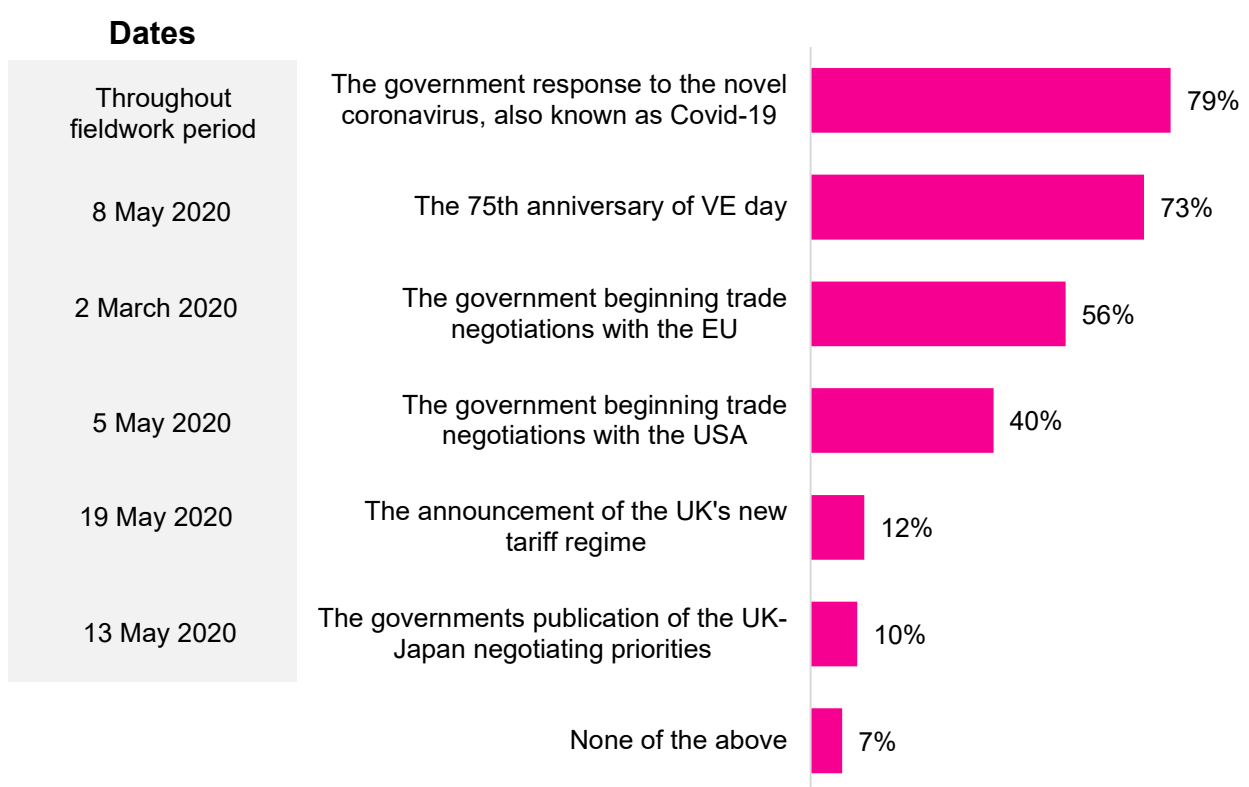 Dates
Throughout
fieldwork period
The government response to the novel
coronavirus, also known as Covid-19
79%
8 May 2020
The 75th anniversary of VE day
73%
2 March 2020
The government beginning trade
negotiations with the EU
56%
5 May 2020
The government beginning trade
negotiations with the USA
40%
19 May 2020
The announcement of the UK's new
tariff regime
12%
13 May 2020
The governments publication of the UK-
Japan negotiating priorities
10%
None of the above
7%